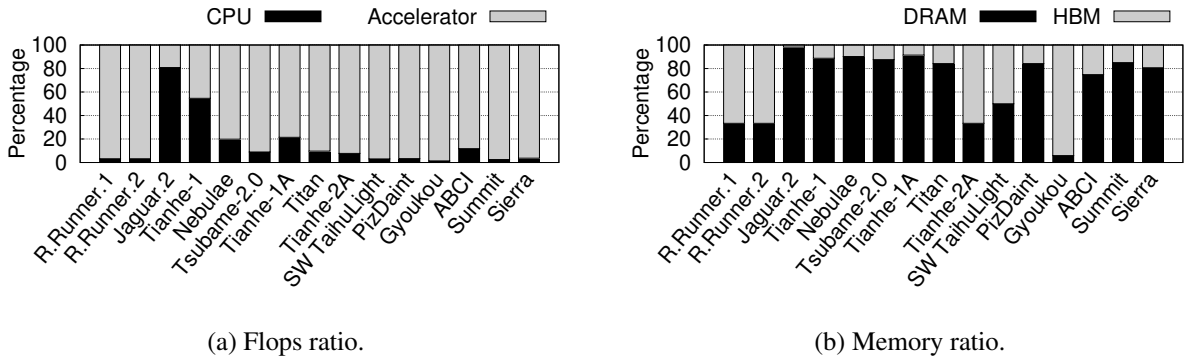 CPU
Accelerator
Percentage
100
80
60
40
20
0
R.Runner.1
R.Runner.2
Jaguar.2
Tianhe-1
Nebulae
Tsubame-2.0
Tianhe-1A
Titan
Tianhe-2A
SW TaihuLight
PizDaint
Gyoukou
ABCI
Summit
Sierra
(a) Flops ratio.
DRAM
HBM
Percentage
100
80
60
40
20
0
R.Runner.1
R.Runner.2
Jaguar.2
Tianhe-1
Nebulae
Tsubame-2.0
Tianhe-1A
Titan
Tianhe-2A
SW TaihuLight
PizDaint
Gyoukou
ABCI
Summit
Sierra
(b) Memory ratio.